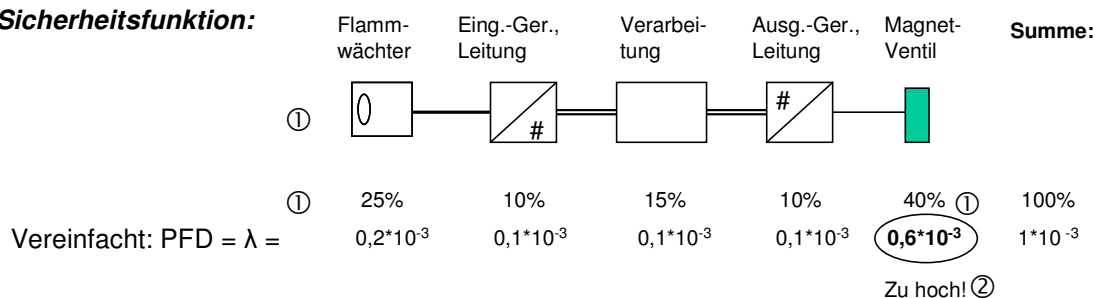 Sicherheitsfunktion:
Flamm-
wächter
Eing.-Ger.,
Leitung
Verarbei-
tung
Ausg.-Ger.,
Leitung
Magnet-
Ventil
Summe:
①
#
#
① 25% 10% 15% 10% 40% ① 100%
Vereinfacht: PFD = λ = 0,2*10⁻³ 0,1*10⁻³ 0,1*10⁻³ 0,1*10⁻³ 0,6*10⁻³ 1*10 ⁻³
Zu hoch! ②